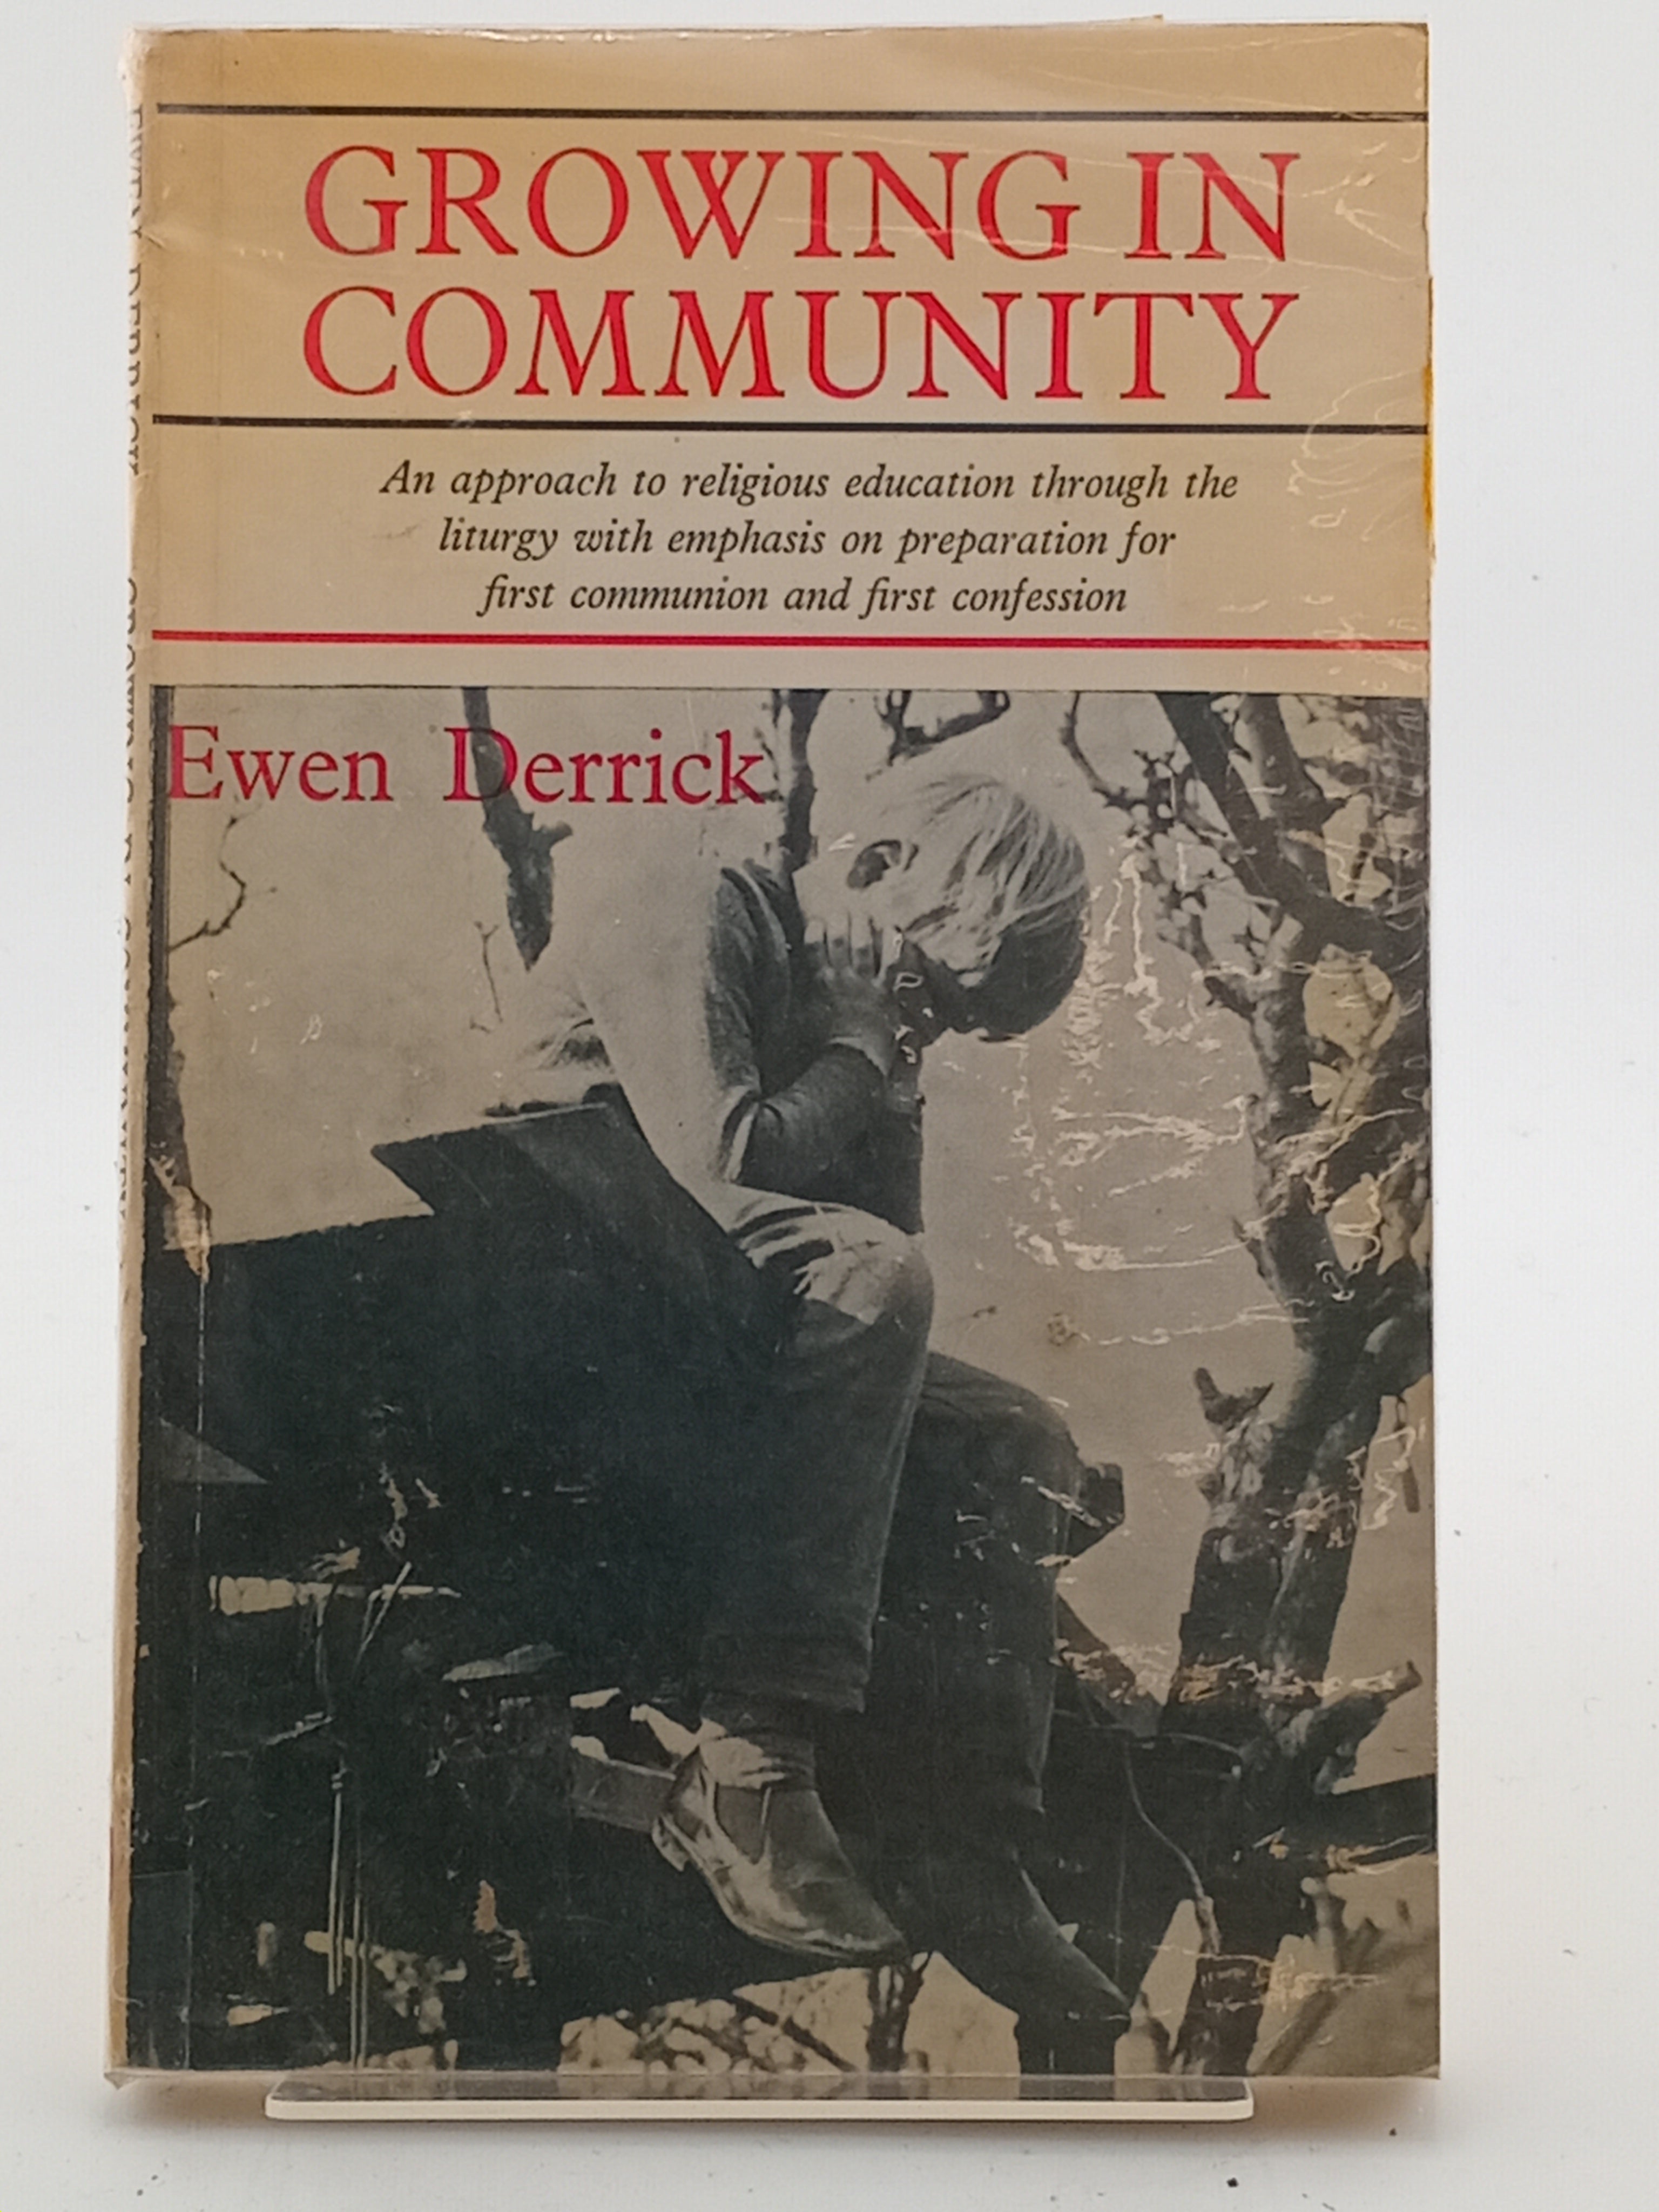 GROWING IN
COMMUNITY
An approach to religious education through the
liturgy with emphasis on preparation for
first communion and first confession
Ewen Derrick